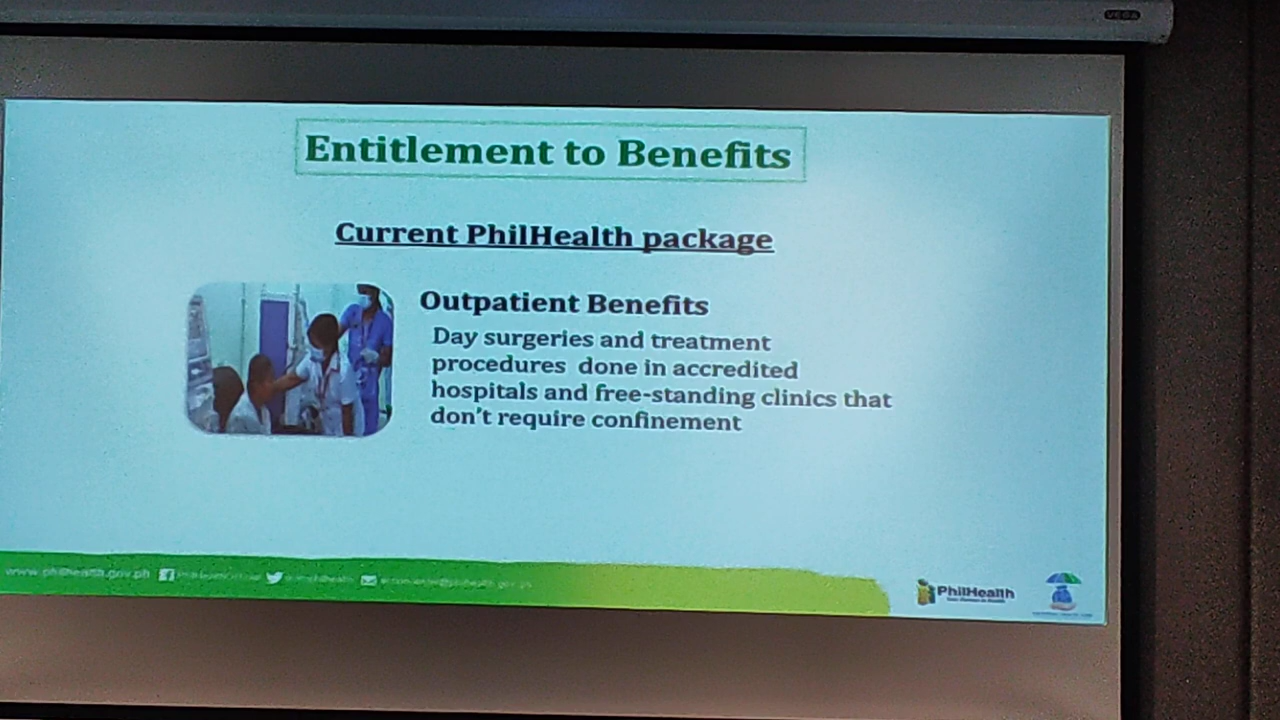 VEGA
Entitlement to Benefits
Current PhilHealth package
Outpatient Benefits
Day surgeries and treatment
procedures done in accredited
hospitals and free-standing clinics that
don't require confinement
www.philhealth.gov.ph
PhilHealth